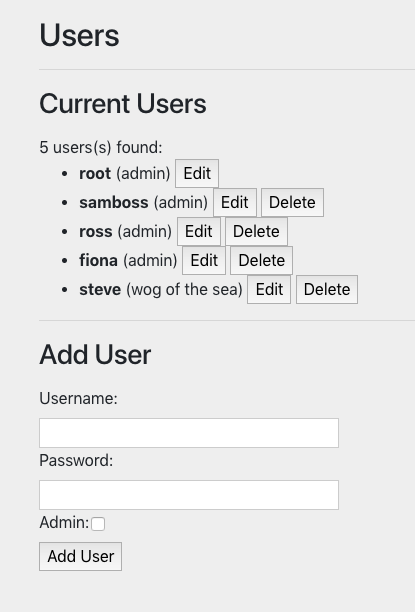 Users
Current Users
5 users(s) found:
root (admin) Edit
samboss (admin) Edit Delete
ross (admin) Edit Delete
fiona (admin) Edit Delete
steve (wog of the sea) Edit Delete
Add User
Username:
Password:
Admin:
Add User